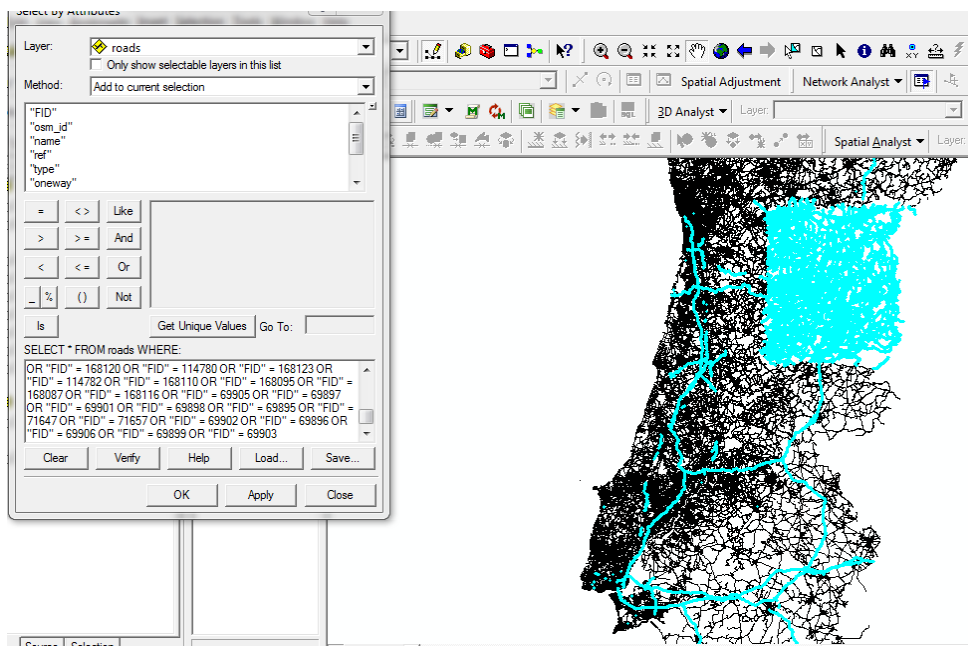 Select By Attributes
Layer:
roads
Only show selectable layers in this list
Method:
Add to current selection
"FID"
"osm_id"
"name"
"ref"
"type"
"oneway"
=
<>
Like
>
>=
And
<
<=
Or
_
%
()
Not
Is
Get Unique Values
Go To:
SELECT * FROM roads WHERE:
OR "FID" = 168120 OR "FID" = 114780 OR "FID" = 168123 OR
"FID" = 114782 OR "FID" = 168110 OR "FID" = 168095 OR "FID" =
168087 OR "FID" = 168116 OR "FID" = 69905 OR "FID" = 69897
OR "FID" = 69901 OR "FID" = 69898 OR "FID" = 69895 OR "FID" =
71647 OR "FID" = 71657 OR "FID" = 69902 OR "FID" = 69896 OR
"FID" = 69906 OR "FID" = 69899 OR "FID" = 69903
Clear
Verify
Help
Load...
Save...
OK
Apply
Close
Spatial Adjustment
Network Analyst
SQL
3D Analyst
Layer:
Spatial Analyst
Layer:
Source
Selection